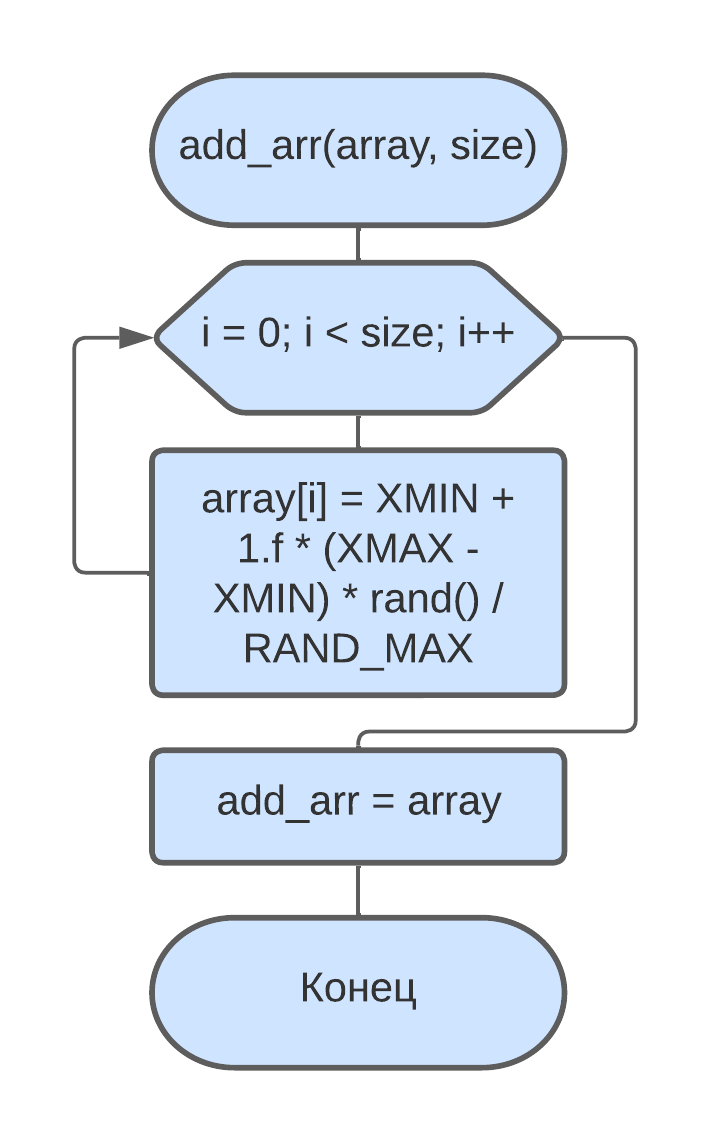 add_arr(array, size)
i = 0; i < size; i++
array[i] = XMIN +
1.f * (XMAX -
XMIN) * rand() /
RAND_MAX
add_arr = array
Конец